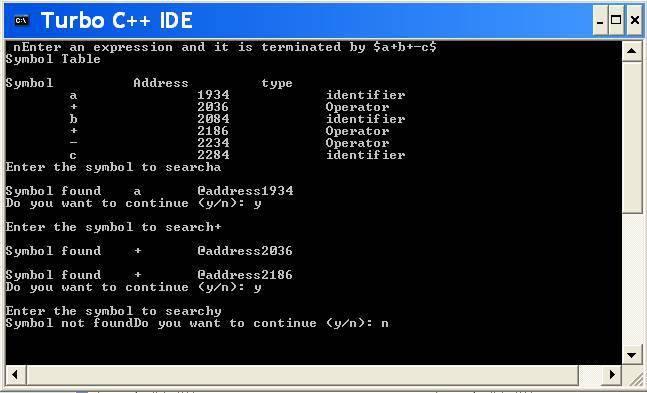 Turbo C++ IDE
nEnter an expression and it is terminated by $a+b+-c$
Symbol Table
Symbol Address type
a 1934 identifier
+ 2036 Operator
b 2084 identifier
+ 2186 Operator
- 2234 Operator
c 2284 identifier
Enter the symbol to searcha
Symbol found a @address1934
Do you want to continue (y/n): y
Enter the symbol to search+
Symbol found + @address2036
Symbol found + @address2186
Do you want to continue (y/n): y
Enter the symbol to searchy
Symbol not foundDo you want to continue (y/n): n